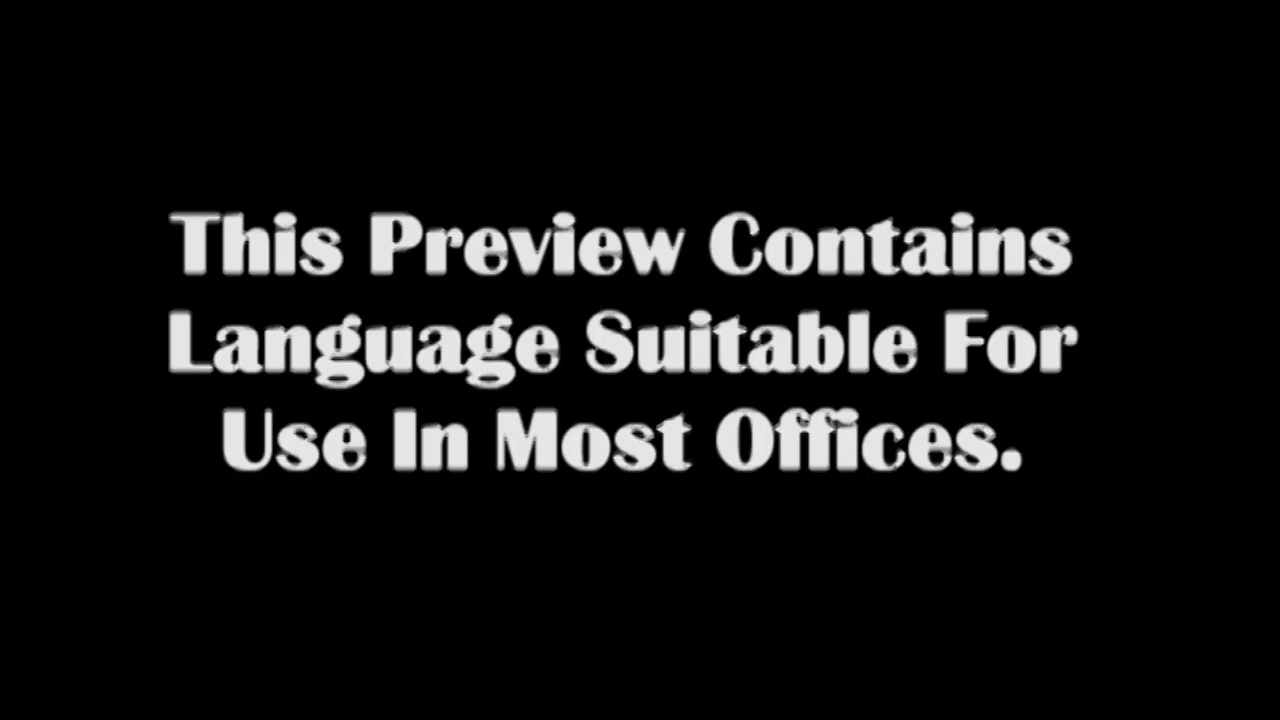 This Preview Contains
Language Suitable For
Use In Most Offices.